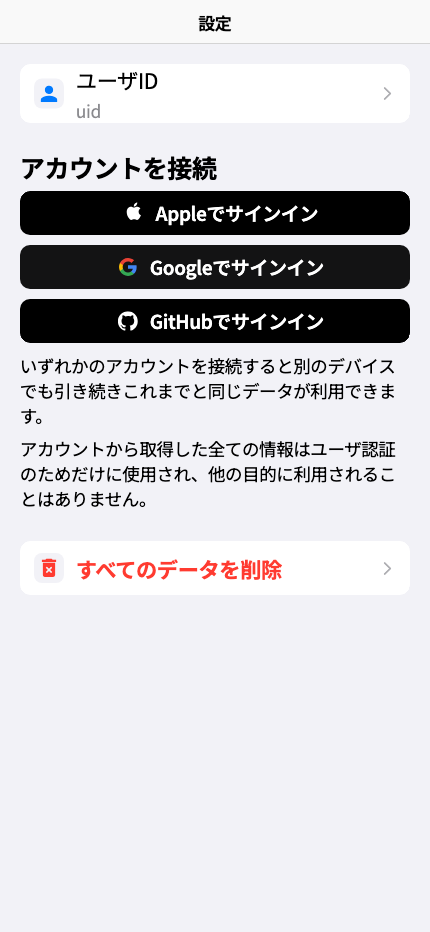 設定
ユーザID
uid
アカウントを接続
Appleでサインイン
Googleでサインイン
GitHubでサインイン
いずれかのアカウントを接続すると別のデバイス
でも引き続きこれまでと同じデータが利用できま
す。
アカウントから取得した全ての情報はユーザ認証
のためだけに使用され、他の目的に利用されるこ
とはありません。
すべてのデータを削除